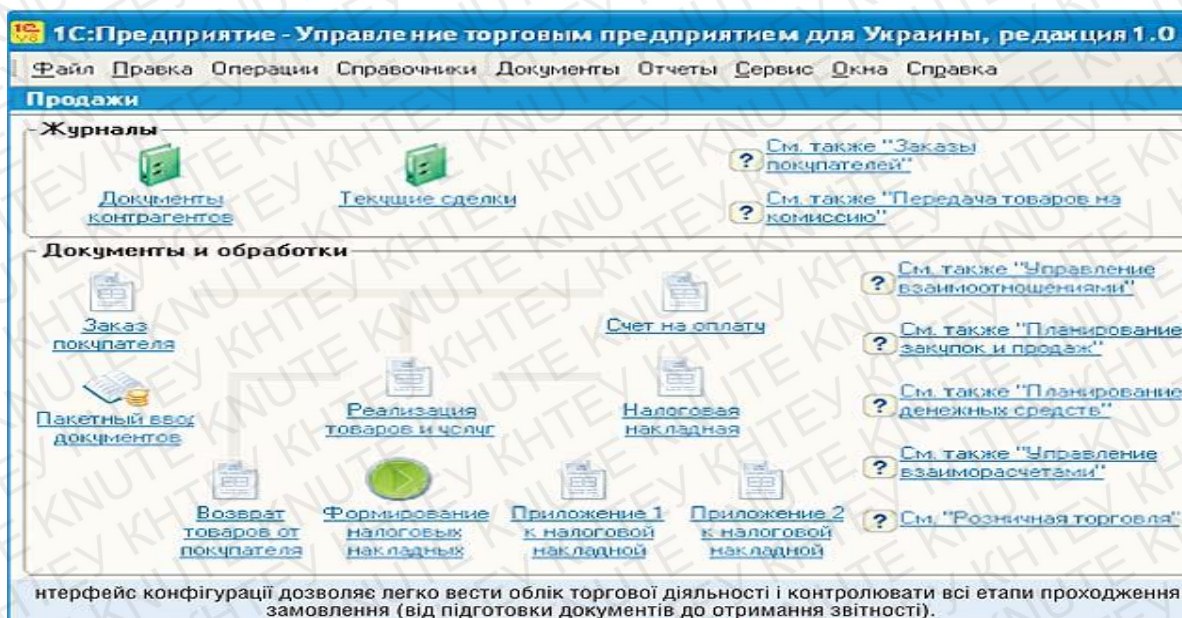 1С:Предприятие - Управление торговым предприятием для Украины, редакция 1.0
Файл Правка Операции Справочники Документы Отчеты Сервис Окна Справка
Продажи
Журналы
Документы
контрагентов
Текущие сделки
См. также "Заказы
покупателей"
См. также "Передача товаров на
комиссию"
Документы и обработки
Заказ
покупателя
Счет на оплату
См. также "Управление
взаимоотношениями"
См. также "Планирование
закупок и продаж"
Пакетный ввод
документов
Реализация
товаров и услуг
Налоговая
накладная
См. также "Планирование
денежных средств"
См. также "Управление
взаиморасчетами"
Возврат
товаров от
покупателя
Формирование
налоговых
накладных
Приложение 1
к налоговой
накладной
Приложение 2
к налоговой
накладной
См. "Розничная торговля"
нтерфейс конфігурації дозволяє легко вести облік торгової діяльності і контролювати всі етапи проходження
замовлення (від підготовки документів до отримання звітності).
KNUTE KHTEY KNUTE KHTEY